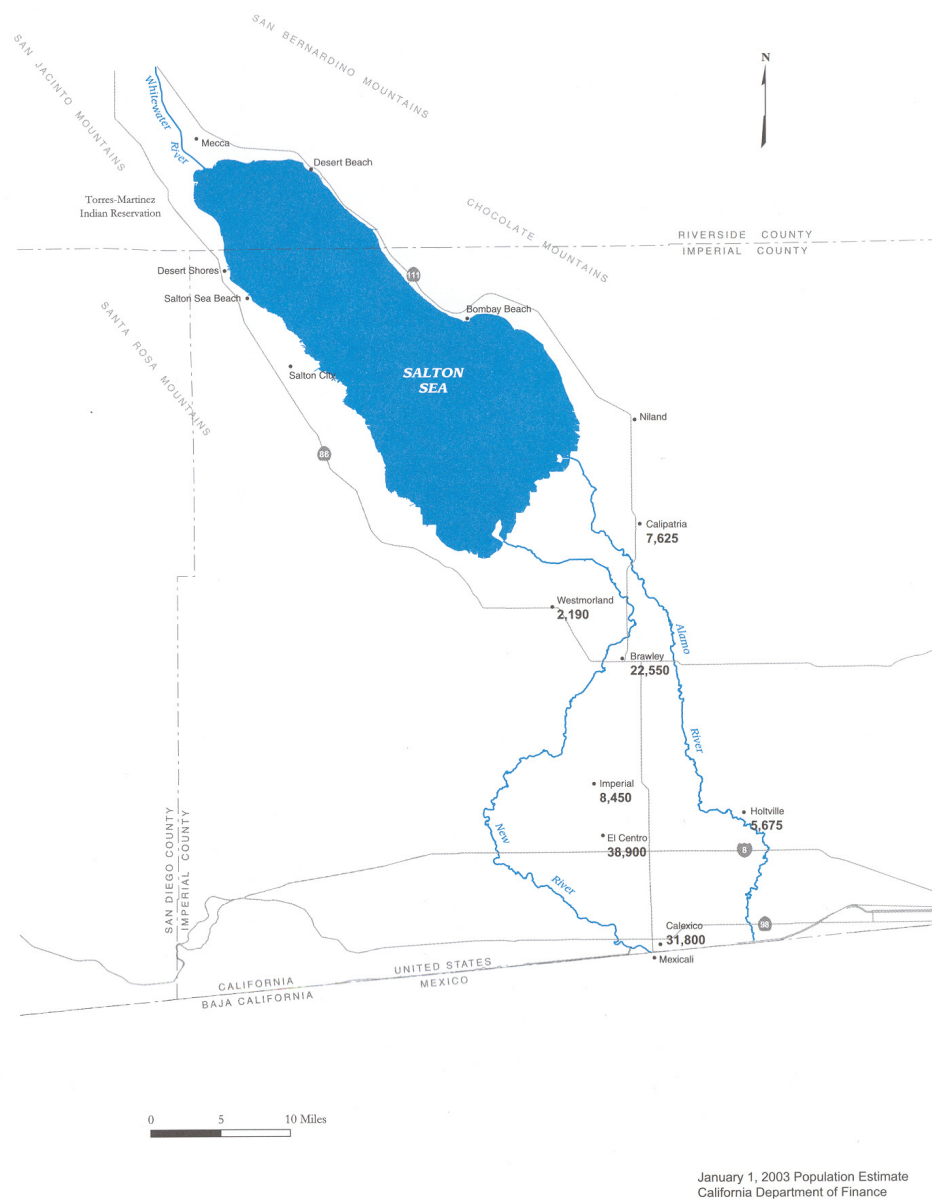 SAN BERNARDINO MOUNTAINS
SAN JACINTO MOUNTAINS
N
Whitewater
River
Mecca
Desert Beach
Torres-Martinez
Indian Reservation
CHOCOLATE MOUNTAINS
RIVERSIDE COUNTY
IMPERIAL COUNTY
Desert Shores
111
Salton Sea Beach
Bombay Beach
SANTA ROSA MOUNTAINS
SALTON
SEA
Salton City
Niland
86
Calipatria
7,625
Westmorland
2,190
Alamo
River
Brawley
22,550
Imperial
8,450
Holtville
5,675
New
River
El Centro
38,900
8
SAN DIEGO COUNTY
IMPERIAL COUNTY
98
Calexico
31,800
Mexicali
UNITED STATES
MEXICO
CALIFORNIA
BAJA CALIFORNIA
0 5 10 Miles
January 1, 2003 Population Estimate
California Department of Finance